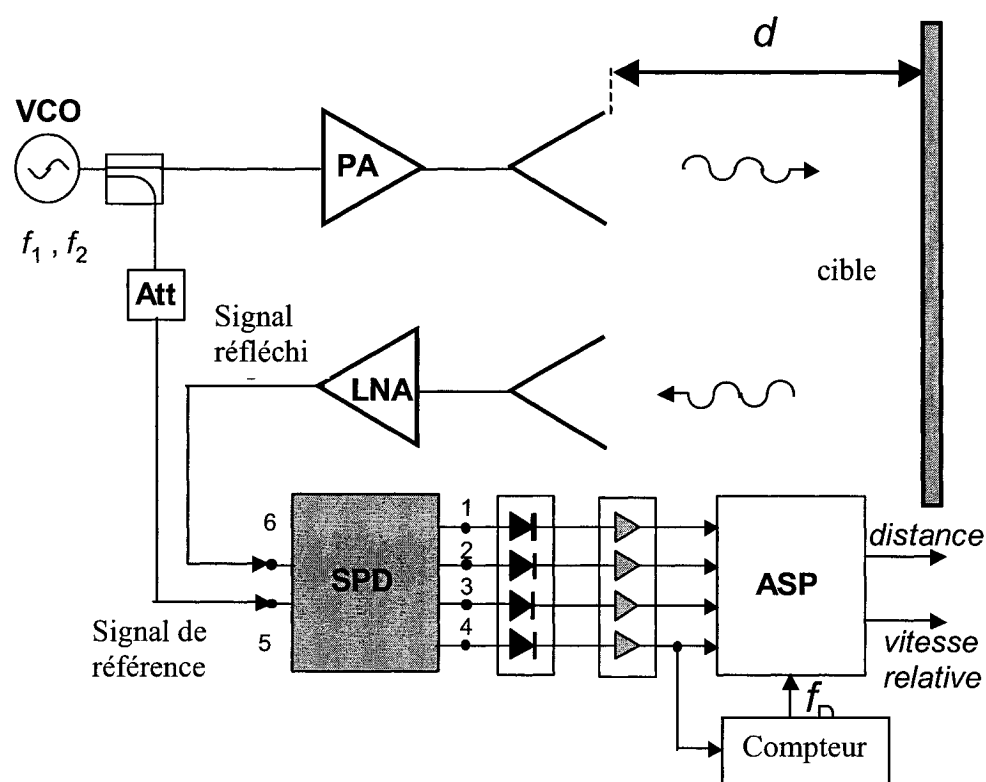 d
VCO
PA
f1 , f2
cible
Att
Signal
réfléchi
LNA
6
1
2
SPD
3
4
5
Signal de
référence
ASP
distance
vitesse
relative
fD
Compteur